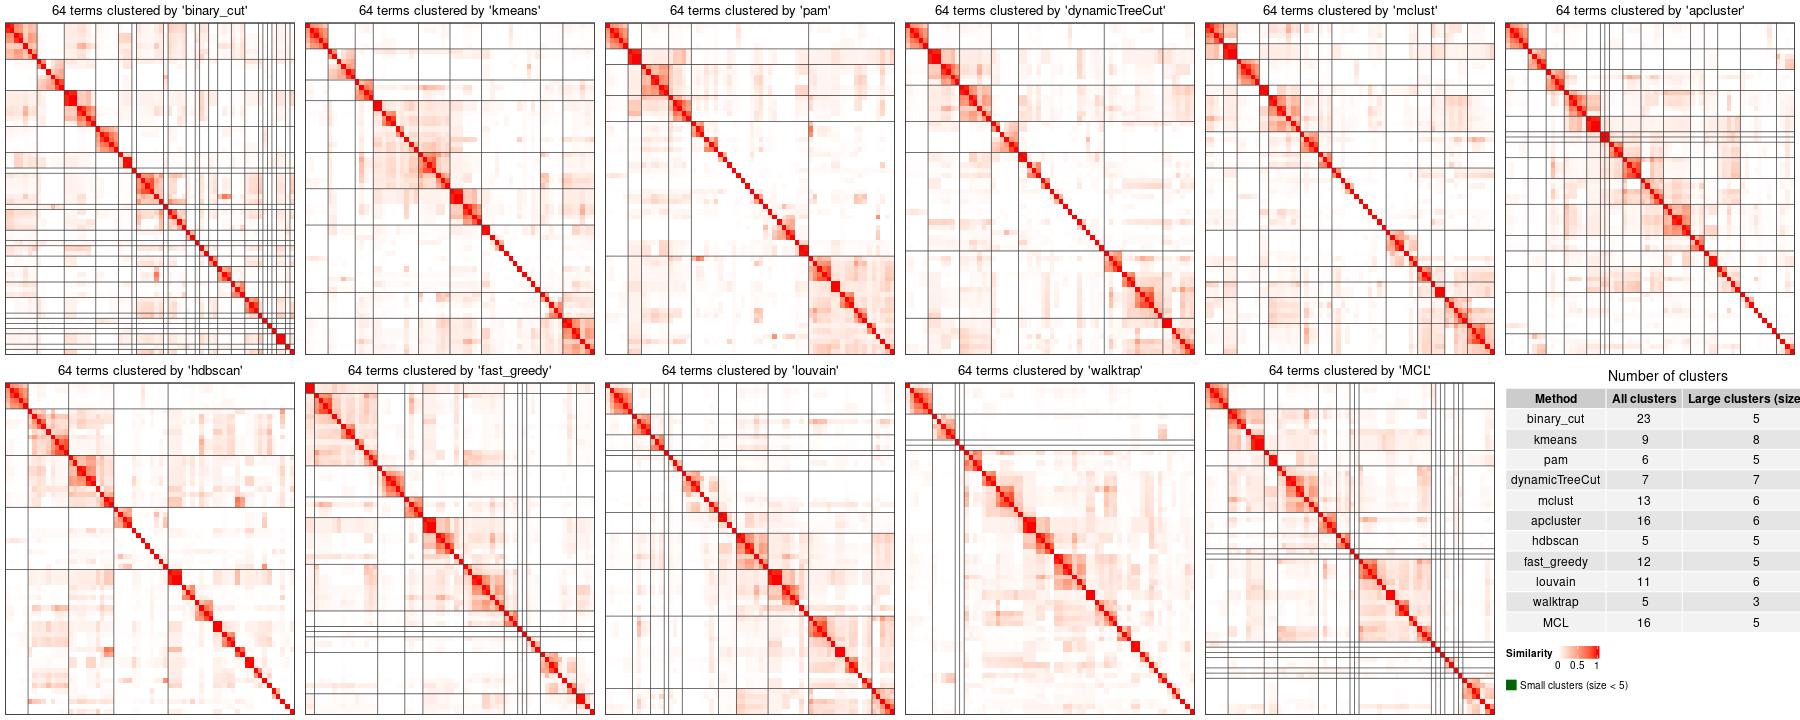 64 terms clustered by 'binary_cut'
64 terms clustered by 'kmeans'
64 terms clustered by 'pam'
64 terms clustered by 'dynamicTreeCut'
64 terms clustered by 'mclust'
64 terms clustered by 'apcluster'
64 terms clustered by 'hdbscan'
64 terms clustered by 'fast_greedy'
64 terms clustered by 'louvain'
64 terms clustered by 'walktrap'
64 terms clustered by 'MCL'
Number of clusters
Method All clusters Large clusters (size
binary_cut 23 5
kmeans 9 8
pam 6 5
dynamicTreeCut 7 7
mclust 13 6
apcluster 16 6
hdbscan 5 5
fast_greedy 12 5
louvain 11 6
walktrap 5 3
MCL 16 5
Similarity
0 0.5 1
Small clusters (size < 5)